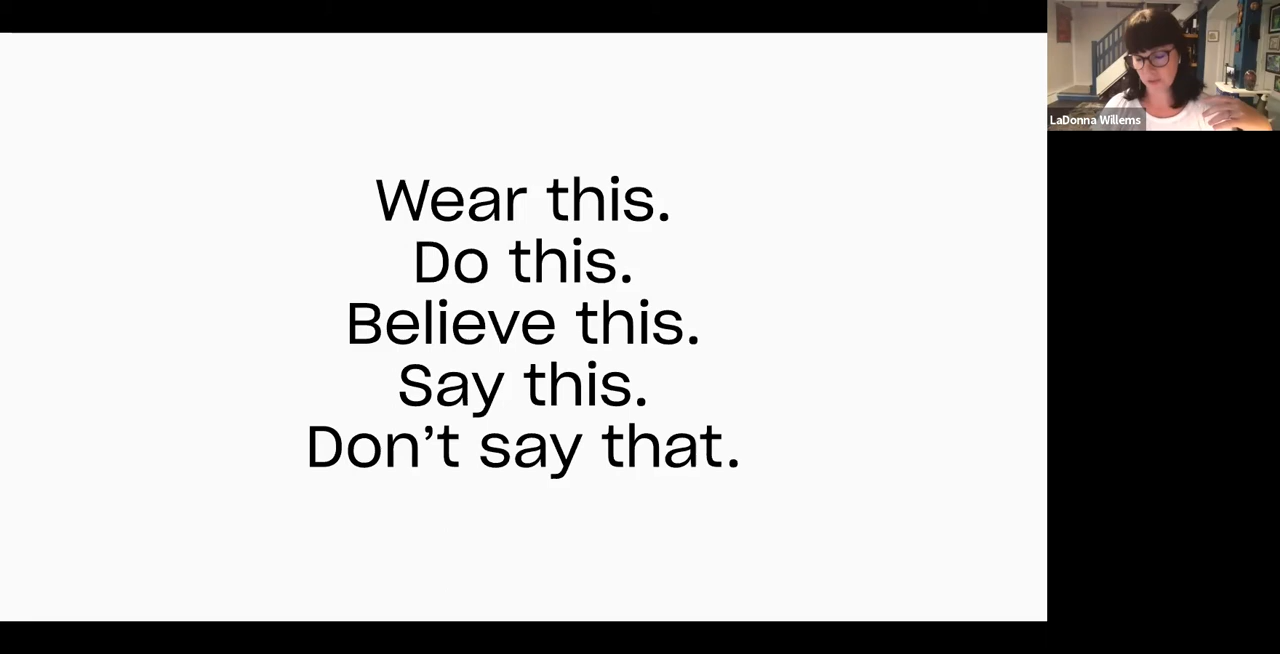 Wear this.
Do this.
Believe this.
Say this.
Don’t say that.
LaDonna Willems